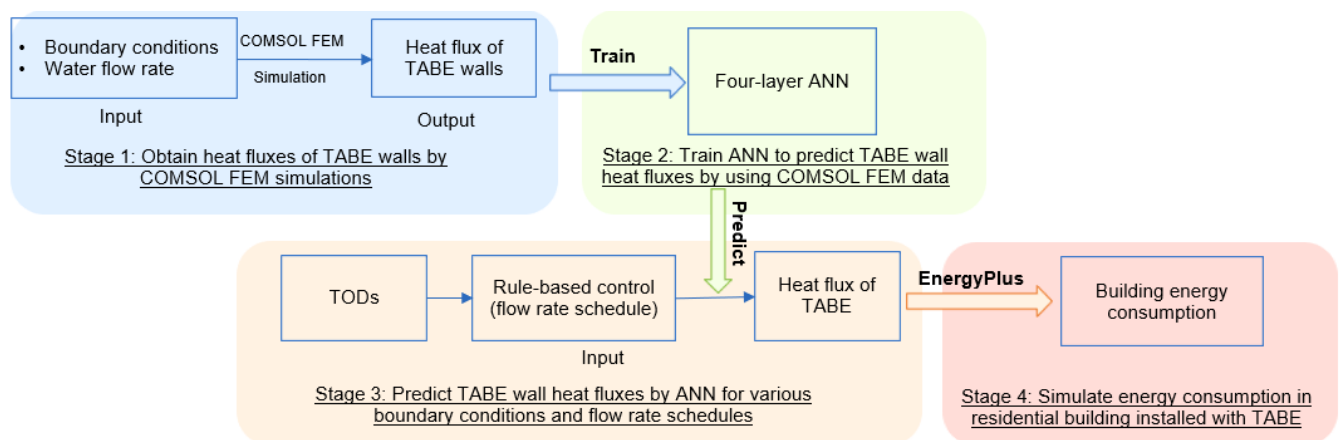 • Boundary conditions
• Water flow rate
COMSOL FEM
Simulation
Heat flux of
TABE walls
Input
Output
Stage 1: Obtain heat fluxes of TABE walls by
COMSOL FEM simulations
Train
Four-layer ANN
Stage 2: Train ANN to predict TABE wall
heat fluxes by using COMSOL FEM data
Predict
TODs
Rule-based control
(flow rate schedule)
Input
Heat flux of
TABE
Stage 3: Predict TABE wall heat fluxes by ANN for various
boundary conditions and flow rate schedules
EnergyPlus
Building energy
consumption
Stage 4: Simulate energy consumption in
residential building installed with TABE